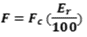 F = F_c (E_r/100)